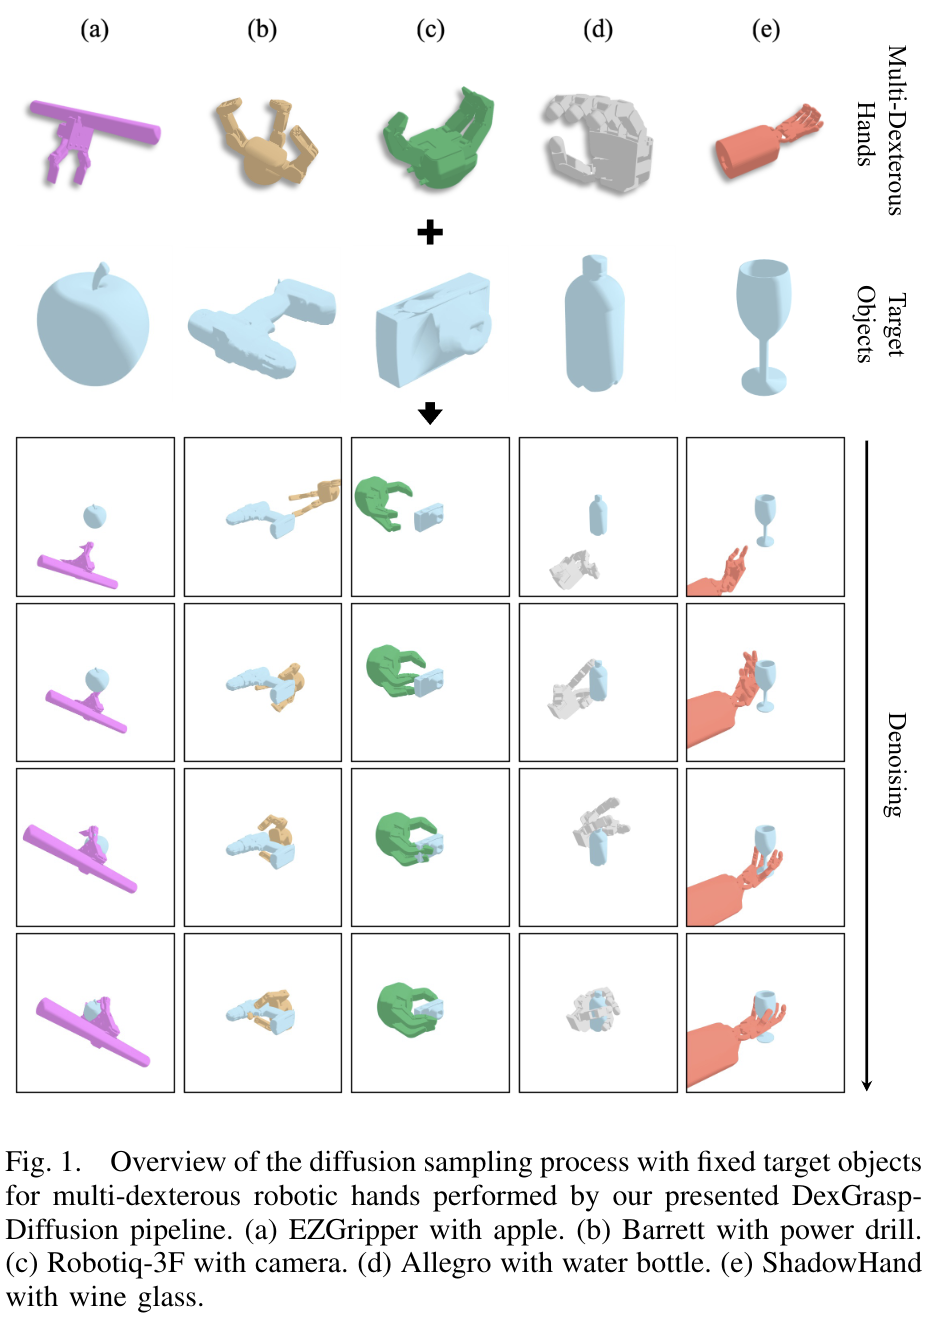 (a) (b) (c) (d) (e)
Multi-Dexterous
Hands
Target
Objects
Denoising
Fig. 1. Overview of the diffusion sampling process with fixed target objects
for multi-dexterous robotic hands performed by our presented DexGrasp-
Diffusion pipeline. (a) EZGripper with apple. (b) Barrett with power drill.
(c) Robotiq-3F with camera. (d) Allegro with water bottle. (e) ShadowHand
with wine glass.